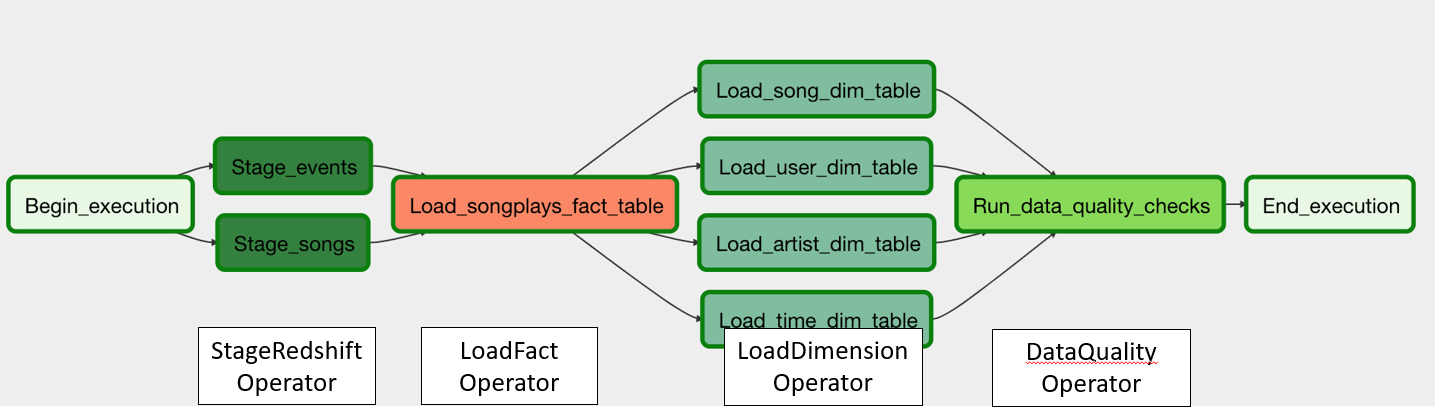 Begin_execution
Stage_events
Stage_songs
Load_songplays_fact_table
Load_song_dim_table
Load_user_dim_table
Load_artist_dim_table
Load_time_dim_table
Run_data_quality_checks
End_execution
StageRedshift
Operator
LoadFact
Operator
LoadDimension
Operator
DataQuality
Operator